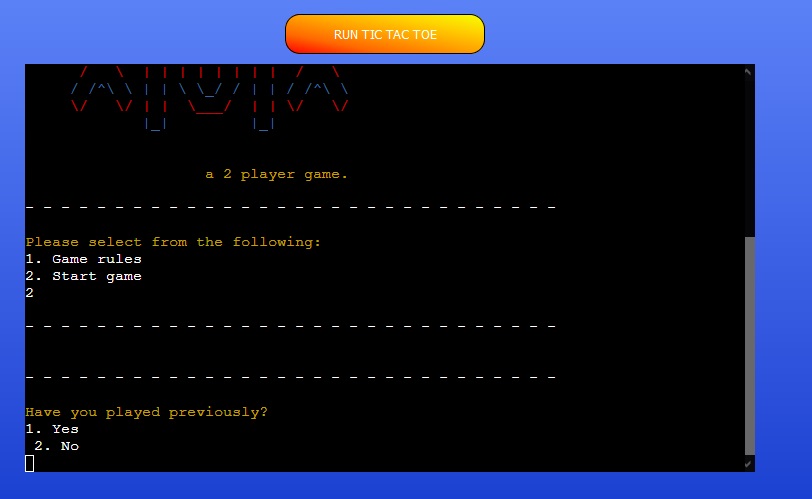 RUN TIC TAC TOE
a 2 player game.
- - - - - - - - - - - - - - - - - - - - - - - - - - - - - -
Please select from the following:
1. Game rules
2. Start game
2
- - - - - - - - - - - - - - - - - - - - - - - - - - - - - -
- - - - - - - - - - - - - - - - - - - - - - - - - - - - - -
Have you played previously?
1. Yes
 2. No